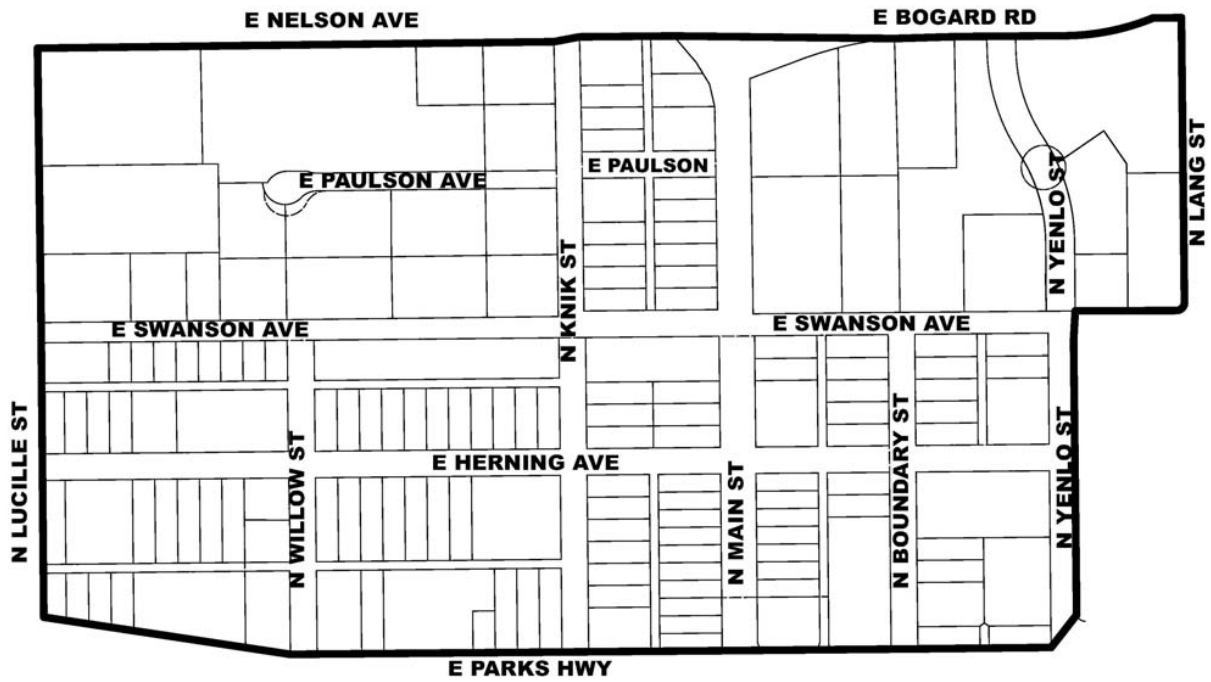 E NELSON AVE
E BOGARD RD
E PAULSON AVE
E PAULSON
N YENLO ST
N LANG ST
N KNIK ST
E SWANSON AVE
E SWANSON AVE
N LUCILLE ST
N WILLOW ST
E HERNING AVE
N MAIN ST
N BOUNDARY ST
N YENLO ST
E PARKS HWY